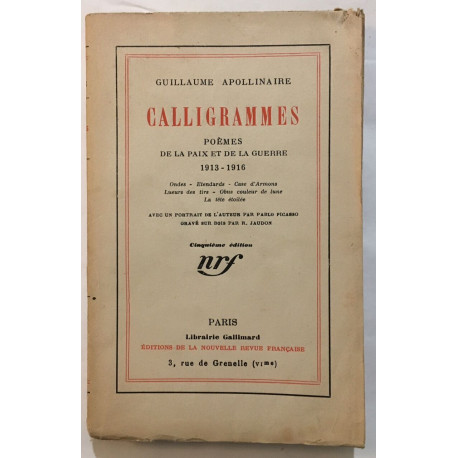 GUILLAUME APOLLINAIRE
CALLIGRAMMES
POÈMES
DE LA PAIX ET DE LA GUERRE
1913-1916
Ondes - Etendards - Case d'Armons
Lueurs des tirs - Obus couleur de lune
La tête étoilée
AVEC UN PORTRAIT DE L'AUTEUR PAR PABLO PICASSO
GRAVÉ SUR BOIS PAR R. JAUDON
Cinquième édition
nrf
PARIS
Librairie Gallimard
ÉDITIONS DE LA NOUVELLE REVUE FRANÇAISE
3, rue de Grenelle (VIme)